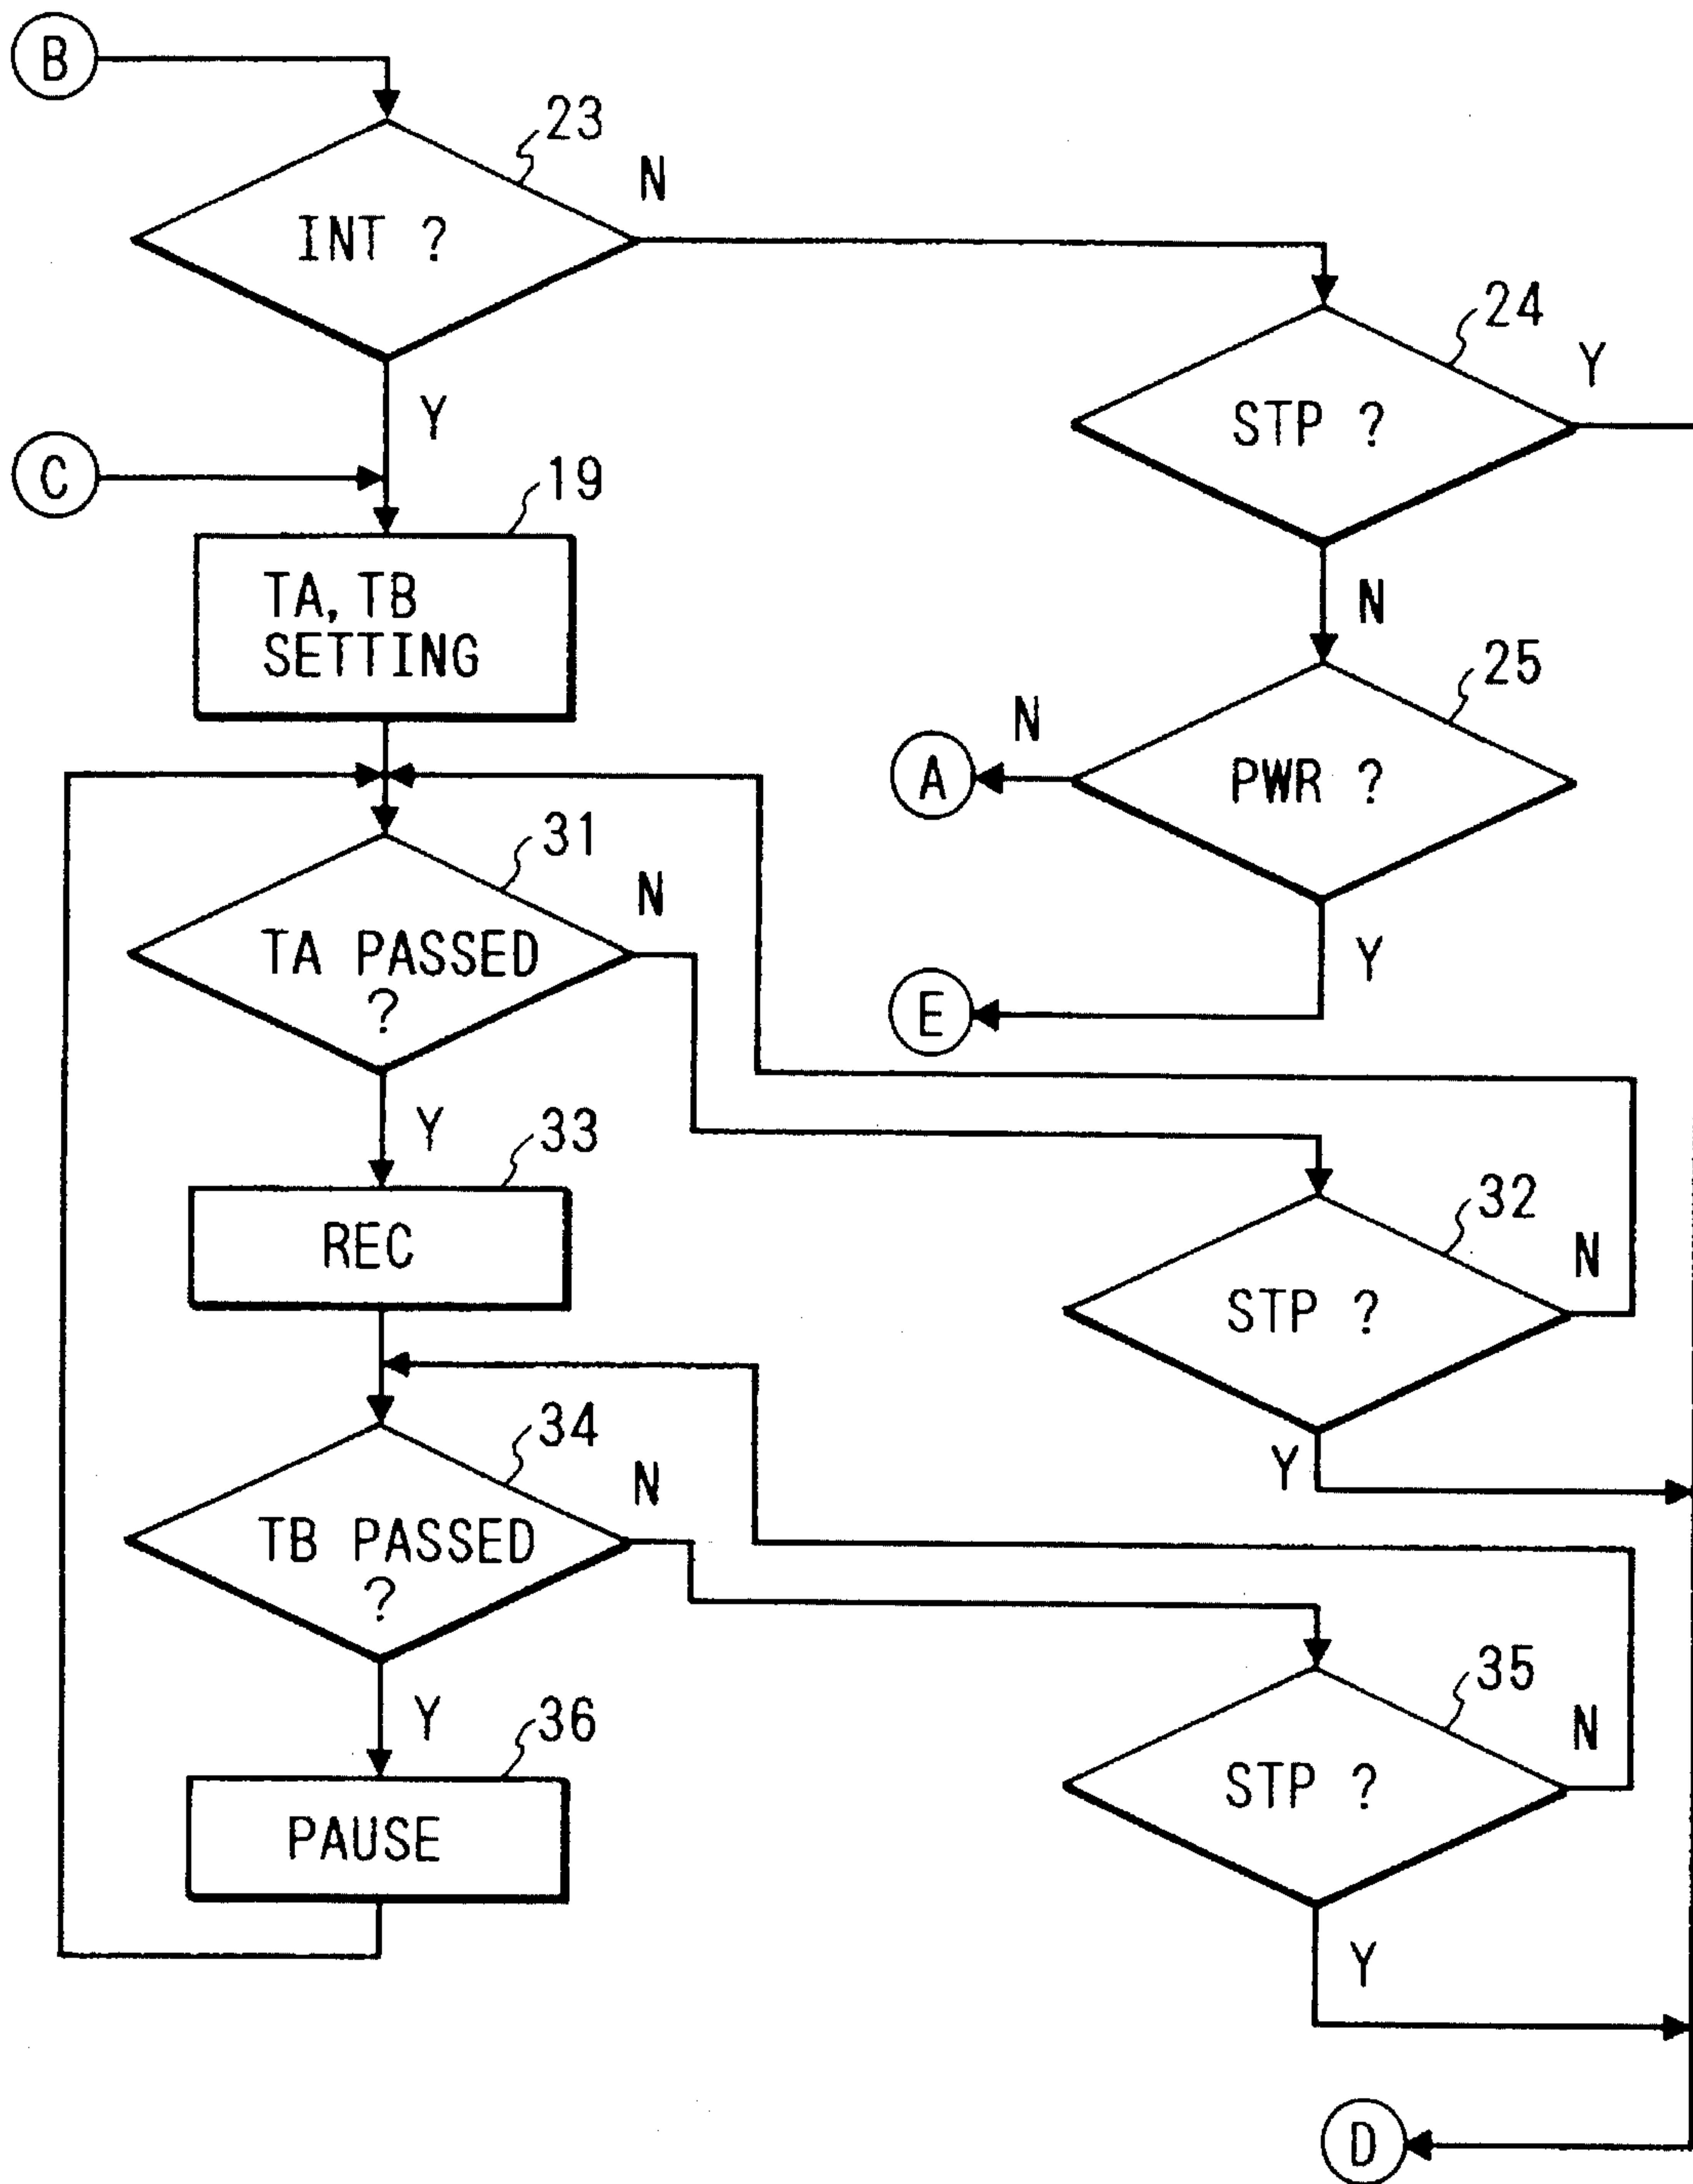 B
23
N
INT ?
24
Y
STP ?
Y
C
19
TA, TB
SETTING
N
25
N
A
PWR ?
31
N
TA PASSED
?
Y
E
Y
33
REC
32
N
STP ?
34
N
Y
TB PASSED
?
35
N
Y
36
STP ?
PAUSE
Y
D